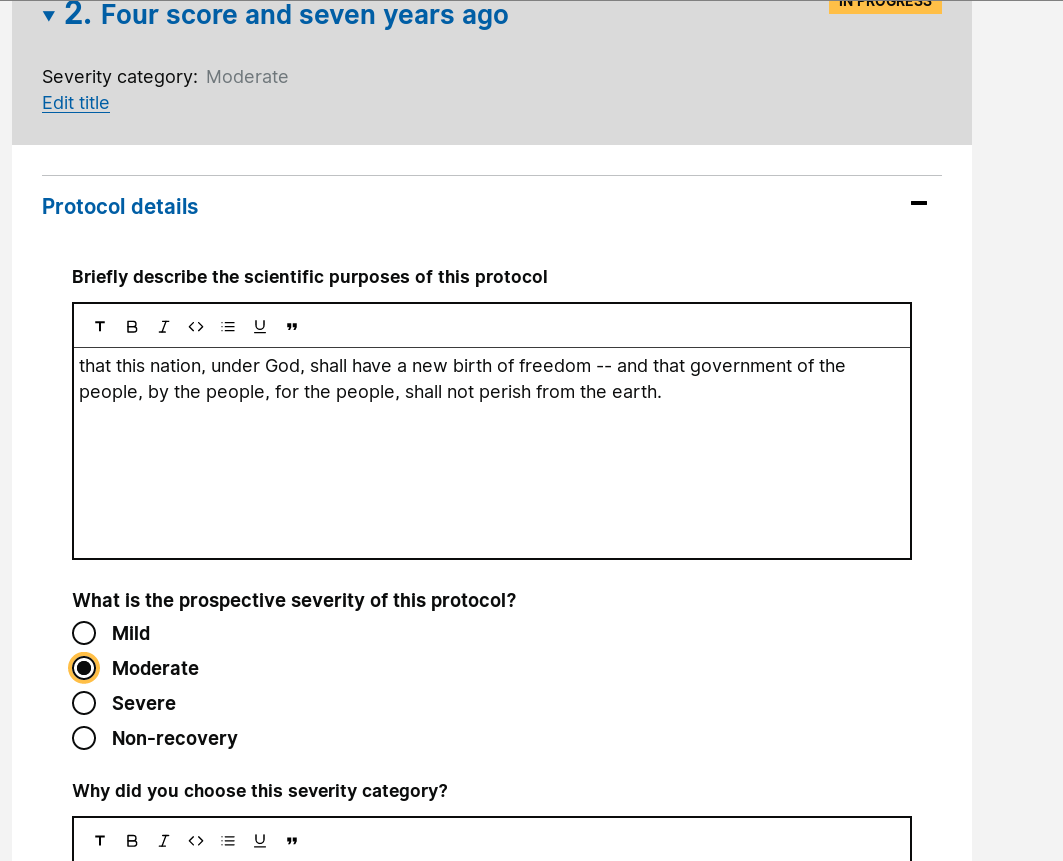 IN PROGRESS
2. Four score and seven years ago
Severity category: Moderate
Edit title
Protocol details
Briefly describe the scientific purposes of this protocol
that this nation, under God, shall have a new birth of freedom -- and that government of the
people, by the people, for the people, shall not perish from the earth.
What is the prospective severity of this protocol?
Mild
Moderate
Severe
Non-recovery
Why did you choose this severity category?